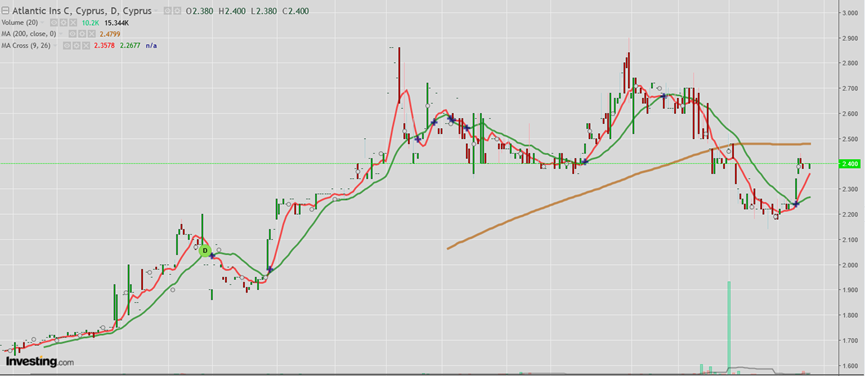 Atlantic Ins C, Cyprus, D, Cyprus O2.380 H2.400 L2.380 C2.400
Volume (20) 10.2K 15.344K
MA (200, close, 0) 2.4799
MA Cross (9, 26) 2.3578 2.2677 n/a
3.000
2.900
2.800
2.700
2.600
2.500
2.400
2.300
2.200
2.100
2.000
1.900
1.800
1.700
1.600
D
Investing.com